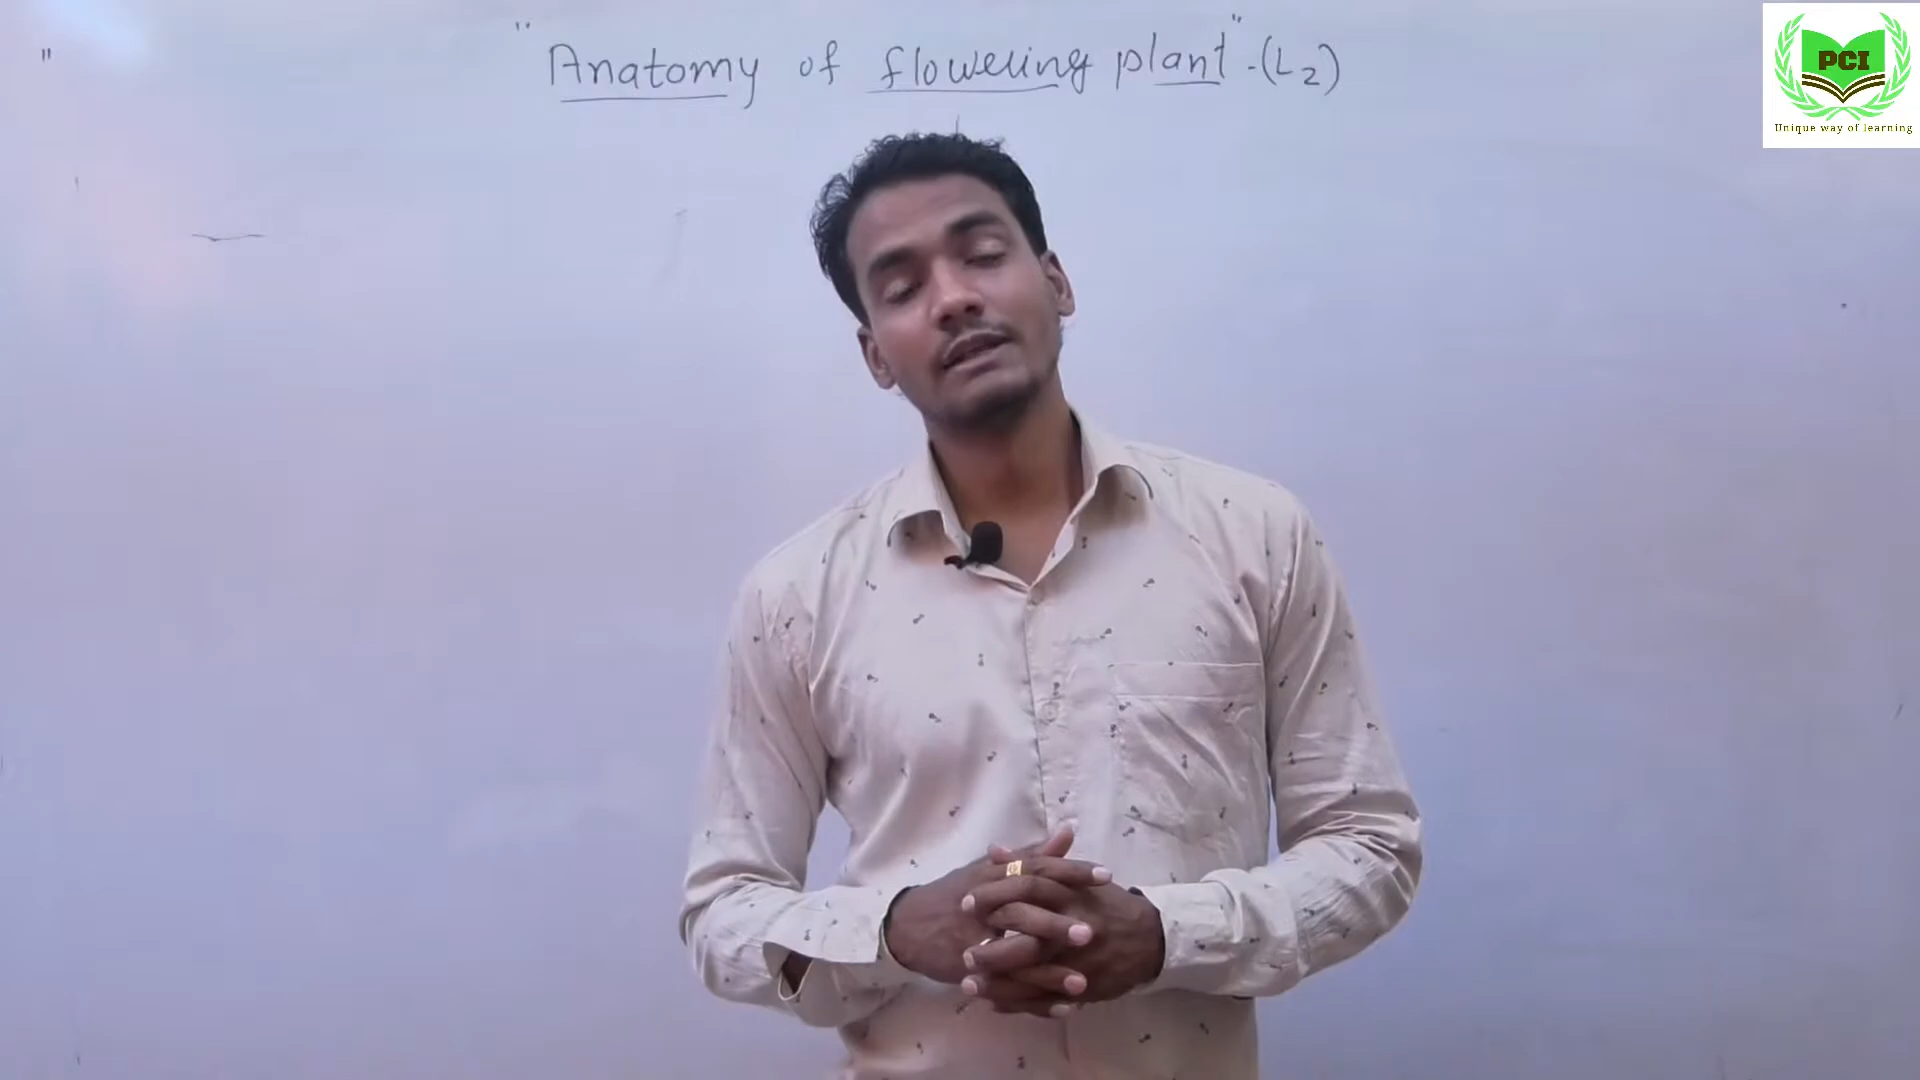 "Anatomy of flowering plant" -(L2)
PCI
Unique way of learning